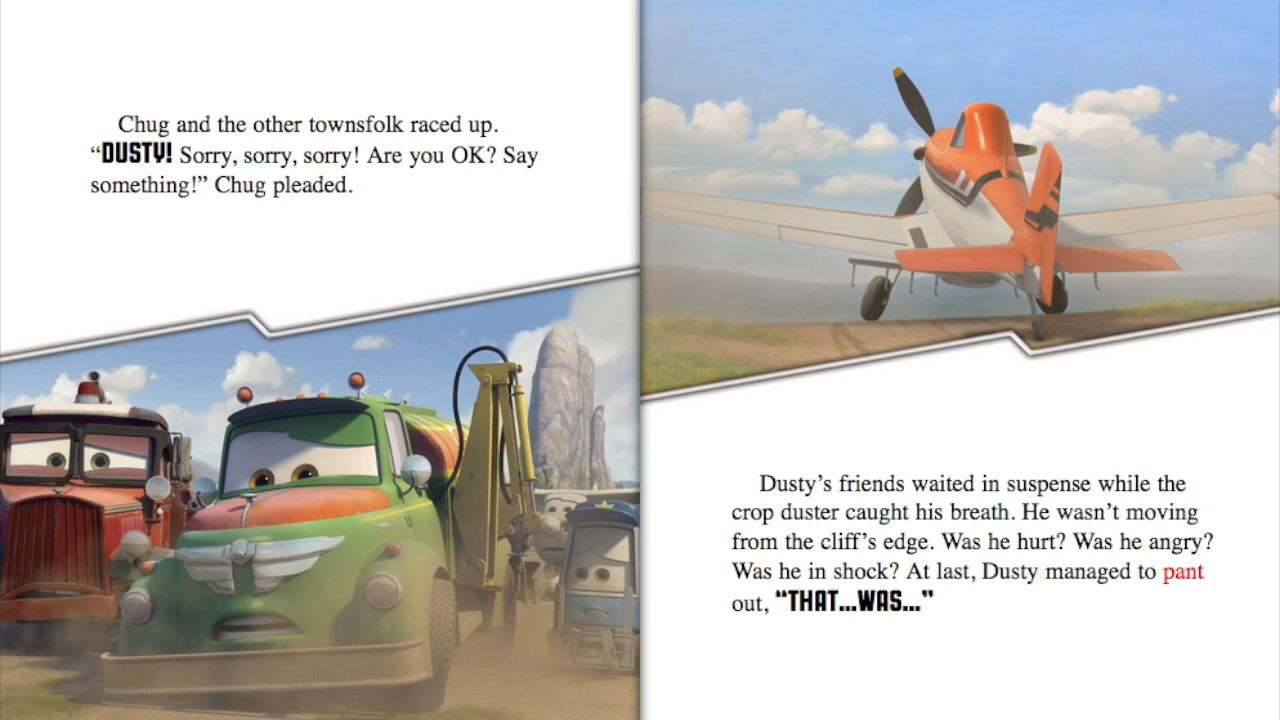 Chug and the other townsfolk raced up.
“DUSTY! Sorry, sorry, sorry! Are you OK? Say
something!” Chug pleaded.
Dusty’s friends waited in suspense while the
crop duster caught his breath. He wasn’t moving
from the cliff’s edge. Was he hurt? Was he angry?
Was he in shock? At last, Dusty managed to pant
out, “THAT...WAS...”